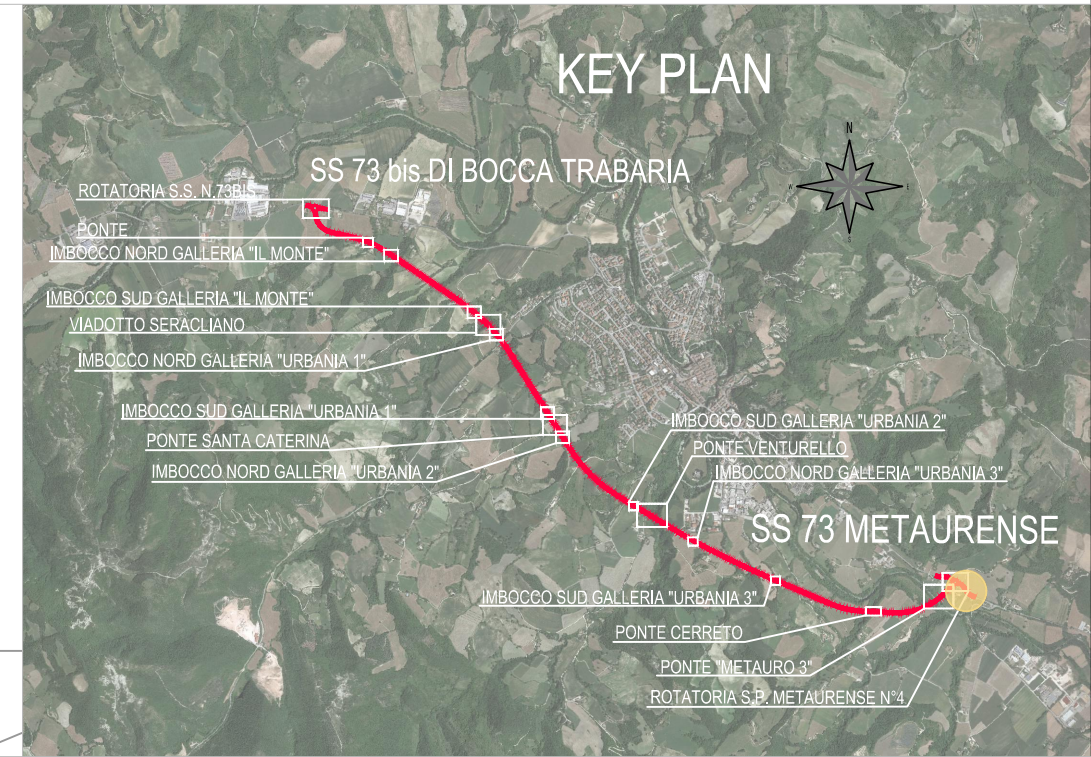 KEY PLAN
N
W
E
S
SS 73 bis DI BOCCA TRABARIA
ROTATORIA S.S. N.73BIS
PONTE
IMBOCCO NORD GALLERIA "IL MONTE"
IMBOCCO SUD GALLERIA "IL MONTE"
VIADOTTO SERACLIANO
IMBOCCO NORD GALLERIA "URBANIA 1"
IMBOCCO SUD GALLERIA "URBANIA 1"
PONTE SANTA CATERINA
IMBOCCO NORD GALLERIA "URBANIA 2"
IMBOCCO SUD GALLERIA "URBANIA 2"
PONTE VENTURELLO
IMBOCCO NORD GALLERIA "URBANIA 3"
SS 73 METAURENSE
IMBOCCO SUD GALLERIA "URBANIA 3"
PONTE CERRETO
PONTE "METAURO 3"
ROTATORIA S.P. METAURENSE N°4